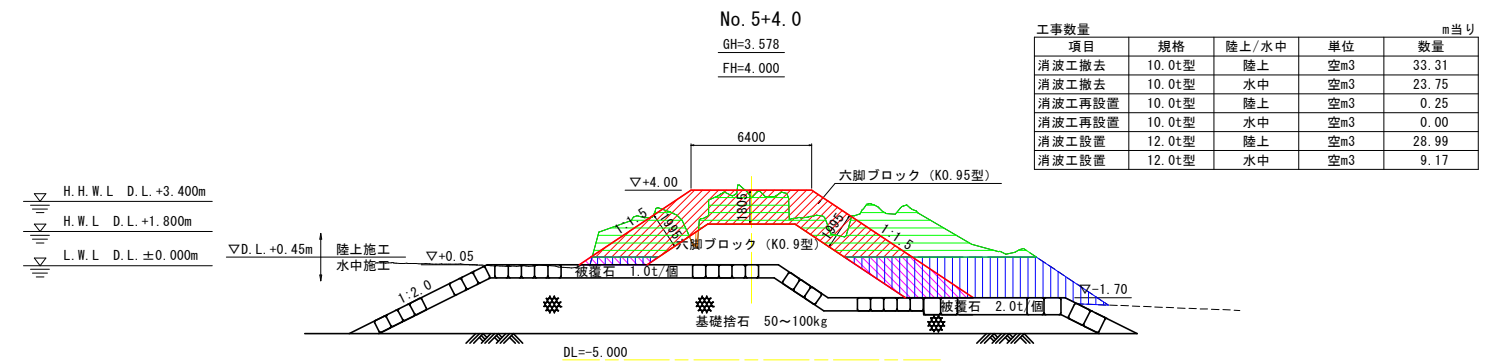 No.5+4.0
GH=3.578
FH=4.000
工事数量 m当り
項目 規格 陸上/水中 単位 数量
消波工撤去 10.0t型 陸上 空m3 33.31
消波工撤去 10.0t型 水中 空m3 23.75
消波工再設置 10.0t型 陸上 空m3 0.25
消波工再設置 10.0t型 水中 空m3 0.00
消波工設置 12.0t型 陸上 空m3 28.99
消波工設置 12.0t型 水中 空m3 9.17
6400
▽+4.00
六脚ブロック (K0.95型)
H.H.W.L D.L.+3.400m
H.W.L D.L.+1.800m
L.W.L D.L.±0.000m
▽D.L.+0.45m
陸上施工
水中施工
▽+0.05
1:1.5
1995
1805
1995
1:1.5
六脚ブロック (K0.9型)
1:2.0
被覆石 1.0t/個
▽-1.70
被覆石 2.0t/個
基礎捨石 50～100kg
DL=-5.000